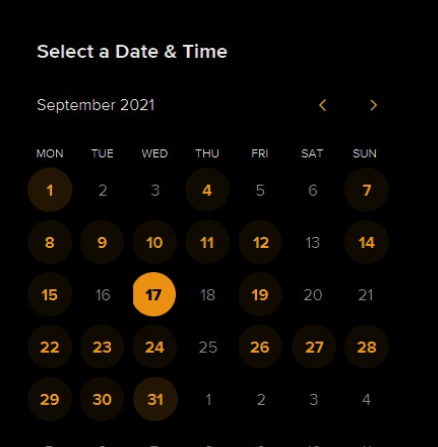 Select a Date & Time
September 2021
MON TUE WED THU FRI SAT SUN
1 2 3 4 5 6 7
8 9 10 11 12 13 14
15 16 17 18 19 20 21
22 23 24 25 26 27 28
29 30 31 1 2 3 4